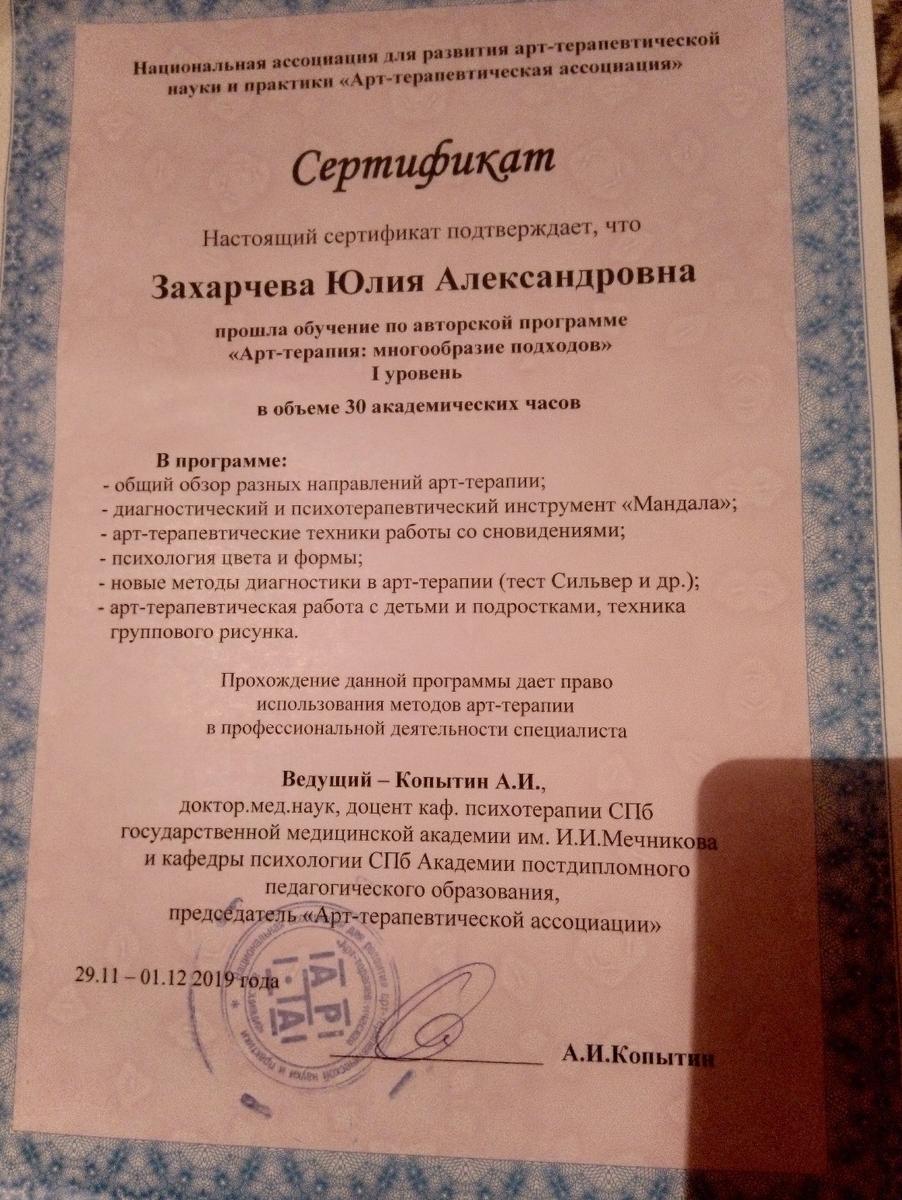 Национальная ассоциация для развития арт-терапевтической
науки и практики «Арт-терапевтическая ассоциация»
Сертификат
Настоящий сертификат подтверждает, что
Захарчева Юлия Александровна
прошла обучение по авторской программе
«Арт-терапия: многообразие подходов»
I уровень
в объеме 30 академических часов
В программе:
- общий обзор разных направлений арт-терапии;
- диагностический и психотерапевтический инструмент «Мандала»;
- арт-терапевтические техники работы со сновидениями;
- психология цвета и формы;
- новые методы диагностики в арт-терапии (тест Сильвер и др.);
- арт-терапевтическая работа с детьми и подростками, техника
группового рисунка.
Прохождение данной программы дает право
использования методов арт-терапии
в профессиональной деятельности специалиста
Ведущий – Копытин А.И.,
доктор.мед.наук, доцент каф. психотерапии СПб
государственной медицинской академии им. И.И.Мечникова
и кафедры психологии СПб Академии постдипломного
педагогического образования,
председатель «Арт-терапевтической ассоциации»
29.11 – 01.12 2019 года
А.И.Копытин